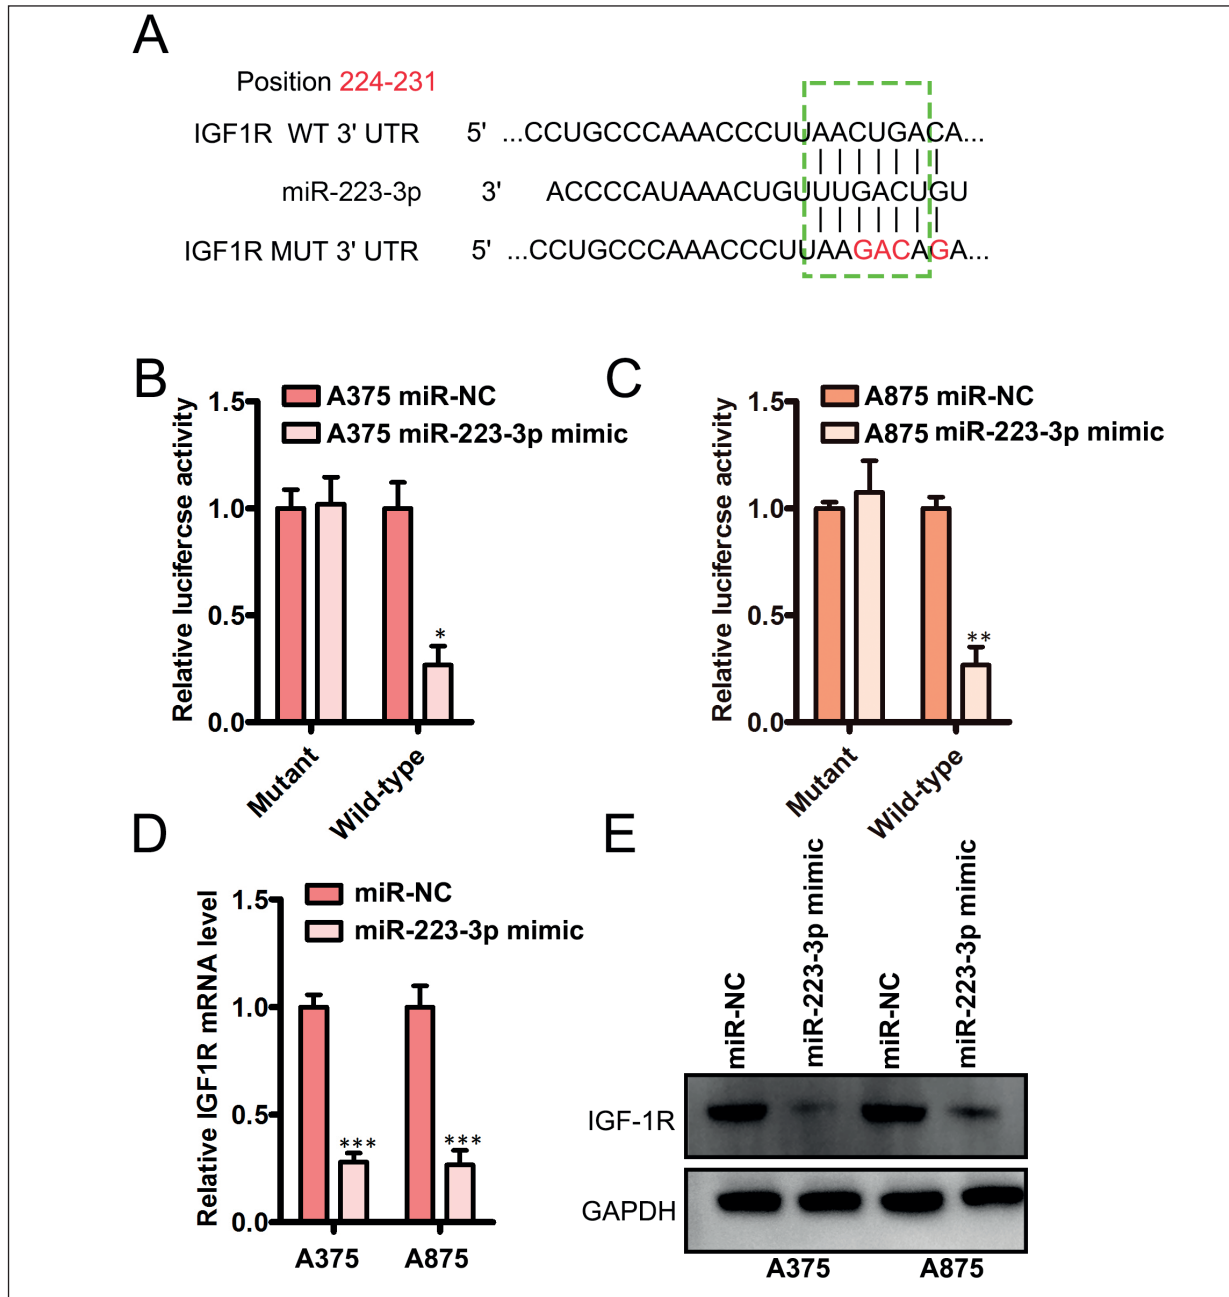 A
Position 224-231
IGF1R WT 3' UTR 5' ...CCUGCCCAAACCCUUAACUGACA...
miR-223-3p 3' ACCCCAUAAACUGUUUGACUGU
IGF1R MUT 3' UTR 5' ...CCUGCCCAAACCCUUAAGACAGA...
B
1.5
1.0
0.5
0.0
Relative lucifercse activity
A375 miR-NC
A375 miR-223-3p mimic
*
Mutant
Wild-type
C
1.5
1.0
0.5
0.0
Relative lucifercse activity
A875 miR-NC
A875 miR-223-3p mimic
**
Mutant
Wild-type
D
1.5
1.0
0.5
0.0
Relative IGF1R mRNA level
miR-NC
miR-223-3p mimic
***
***
A375
A875
E
miR-NC
miR-223-3p mimic
miR-NC
miR-223-3p mimic
IGF-1R
GAPDH
A375
A875